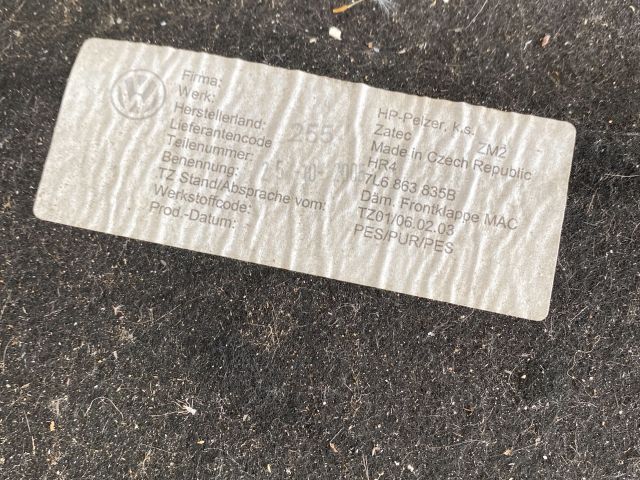 Firma: HP-Pelzer, k.s.
Werk: Zatec ZM2
Herstellerland: Made in Czech Republic
Lieferantencode HR4
Teilenummer: 7L6 863 835B
Benennung: Däm. Frontklappe MAC
TZ Stand/Absprache vom: TZ01/06.02.03
Werkstoffcode: PES/PUR/PES
Prod.-Datum:
255